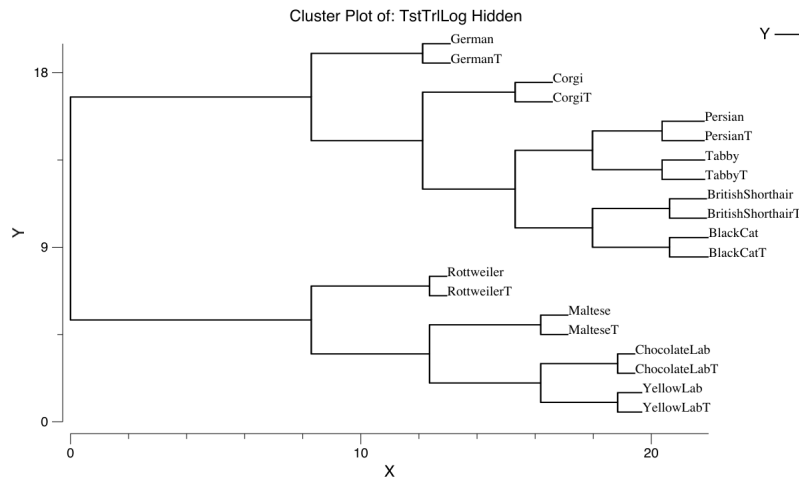 Cluster Plot of: TstTrlLog Hidden
Y
German
GermanT
18
Corgi
CorgiT
Persian
PersianT
Tabby
TabbyT
BritishShorthair
BritishShorthairT
BlackCat
BlackCatT
Y
9
Rottweiler
RottweilerT
Maltese
MalteseT
ChocolateLab
ChocolateLabT
YellowLab
YellowLabT
0
0 10 20
X